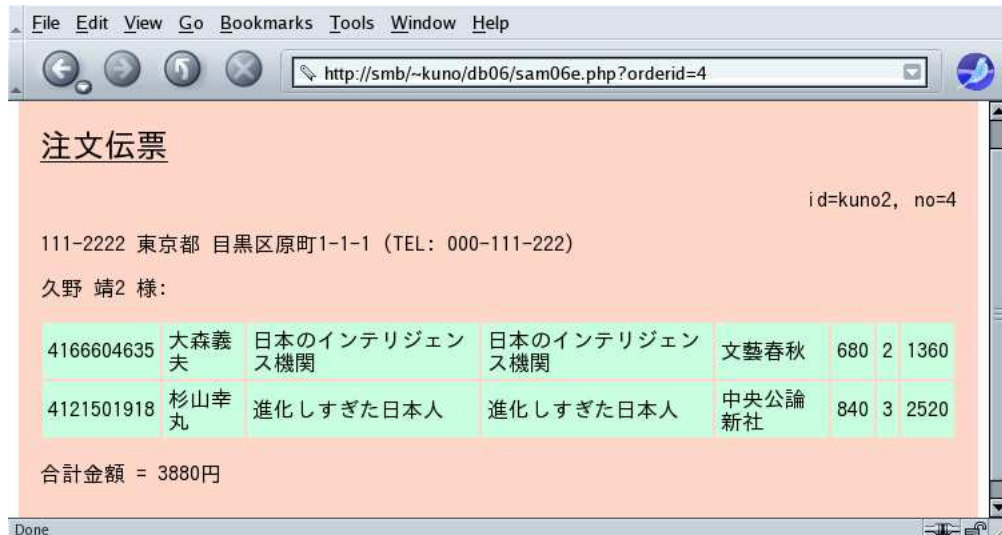 File Edit View Go Bookmarks Tools Window Help
http://smb/~kuno/db06/sam06e.php?orderid=4
注文伝票
id=kuno2, no=4
111-2222 東京都 目黒区原町1-1-1 (TEL: 000-111-222)
久野 靖2 様:
4166604635 大森義夫 日本のインテリジェンス機関 日本のインテリジェンス機関 文藝春秋 680 2 1360
4121501918 杉山幸丸 進化しすぎた日本人 進化しすぎた日本人 中央公論新社 840 3 2520
合計金額 = 3880円
Done